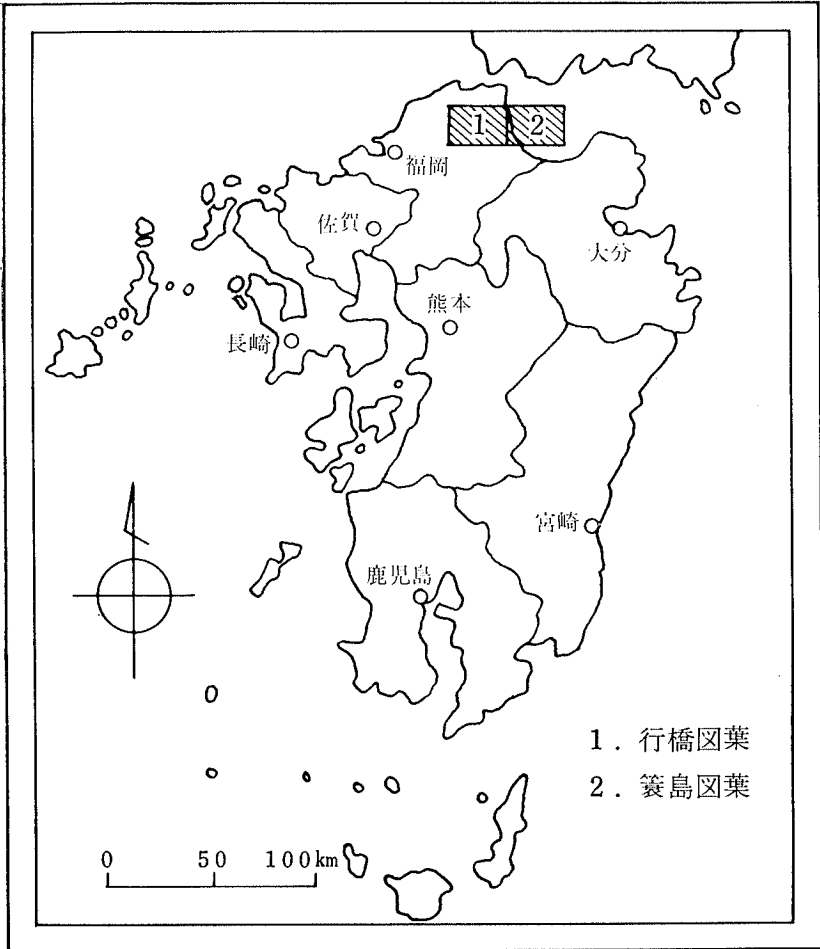 1
2
福岡
佐賀
大分
熊本
長崎
宮崎
鹿児島
1. 行橋図葉
2. 簑島図葉
0 50 100km